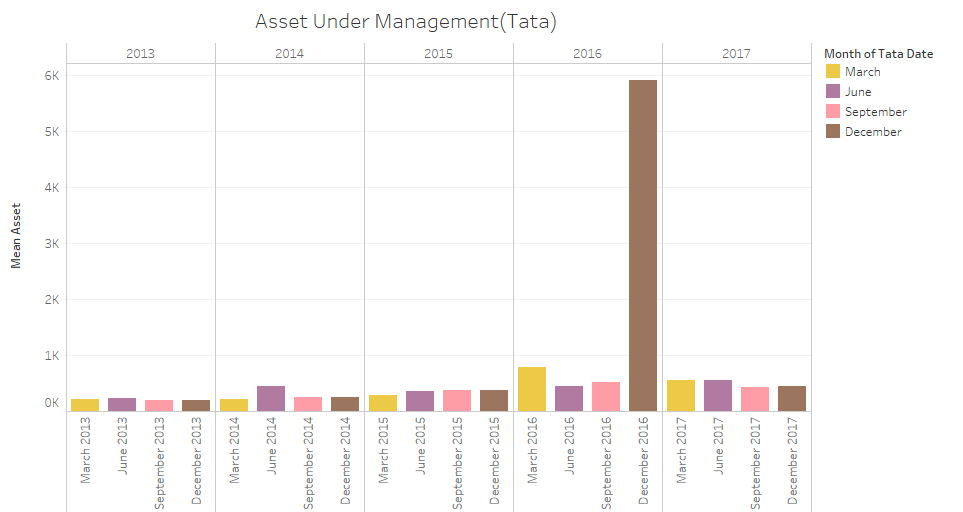 Asset Under Management(Tata)
2013 2014 2015 2016 2017
Month of Tata Date
March
June
September
December
6K
5K
4K
3K
2K
1K
0K
Mean Asset
March 2013
June 2013
September 2013
December 2013
March 2014
June 2014
September 2014
December 2014
March 2015
June 2015
September 2015
December 2015
March 2016
June 2016
September 2016
December 2016
March 2017
June 2017
September 2017
December 2017